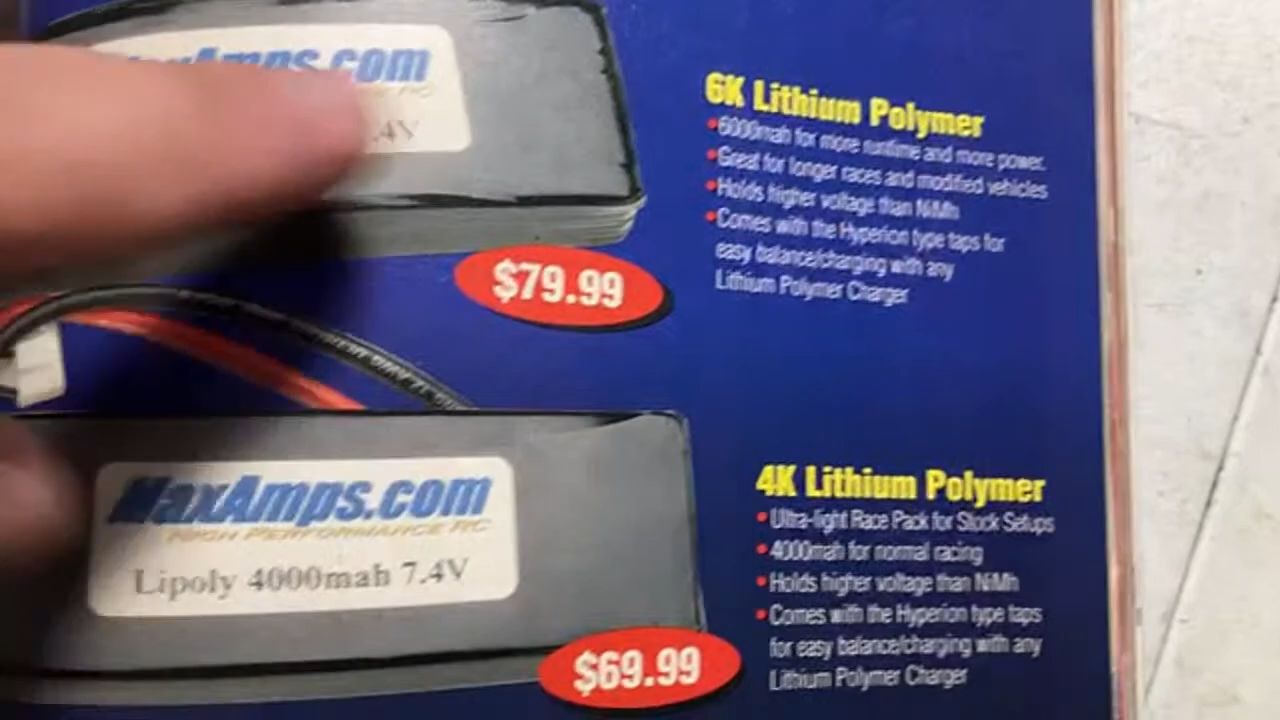 MaxAmps.com
.4V
6K Lithium Polymer
•6000mah for more runtime and more power.
•Great for longer races and modified vehicles
•Holds higher voltage than NiMh
•Comes with the Hyperion type taps for
easy balance/charging with any
Lithium Polymer Charger
$79.99
MaxAmps.com
HIGH PERFORMANCE RC
Lipoly 4000mah 7.4V
4K Lithium Polymer
•Ultra-light Race Pack for Stock Setups
•4000mah for normal racing
•Holds higher voltage than NiMh
•Comes with the Hyperion type taps
for easy balance/charging with any
Lithium Polymer Charger
$69.99